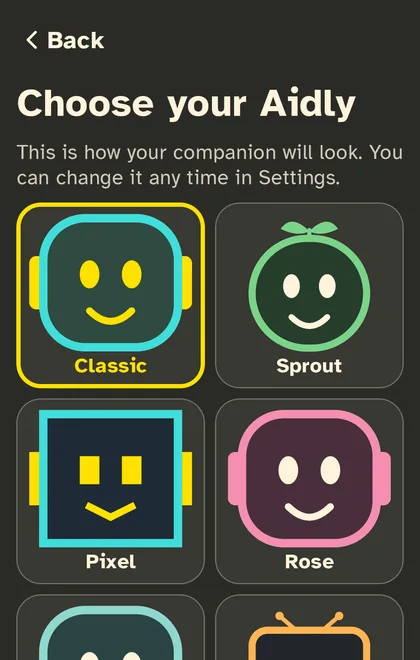 Back
Choose your Aidly
This is how your companion will look. You
can change it any time in Settings.
Classic
Sprout
Pixel
Rose